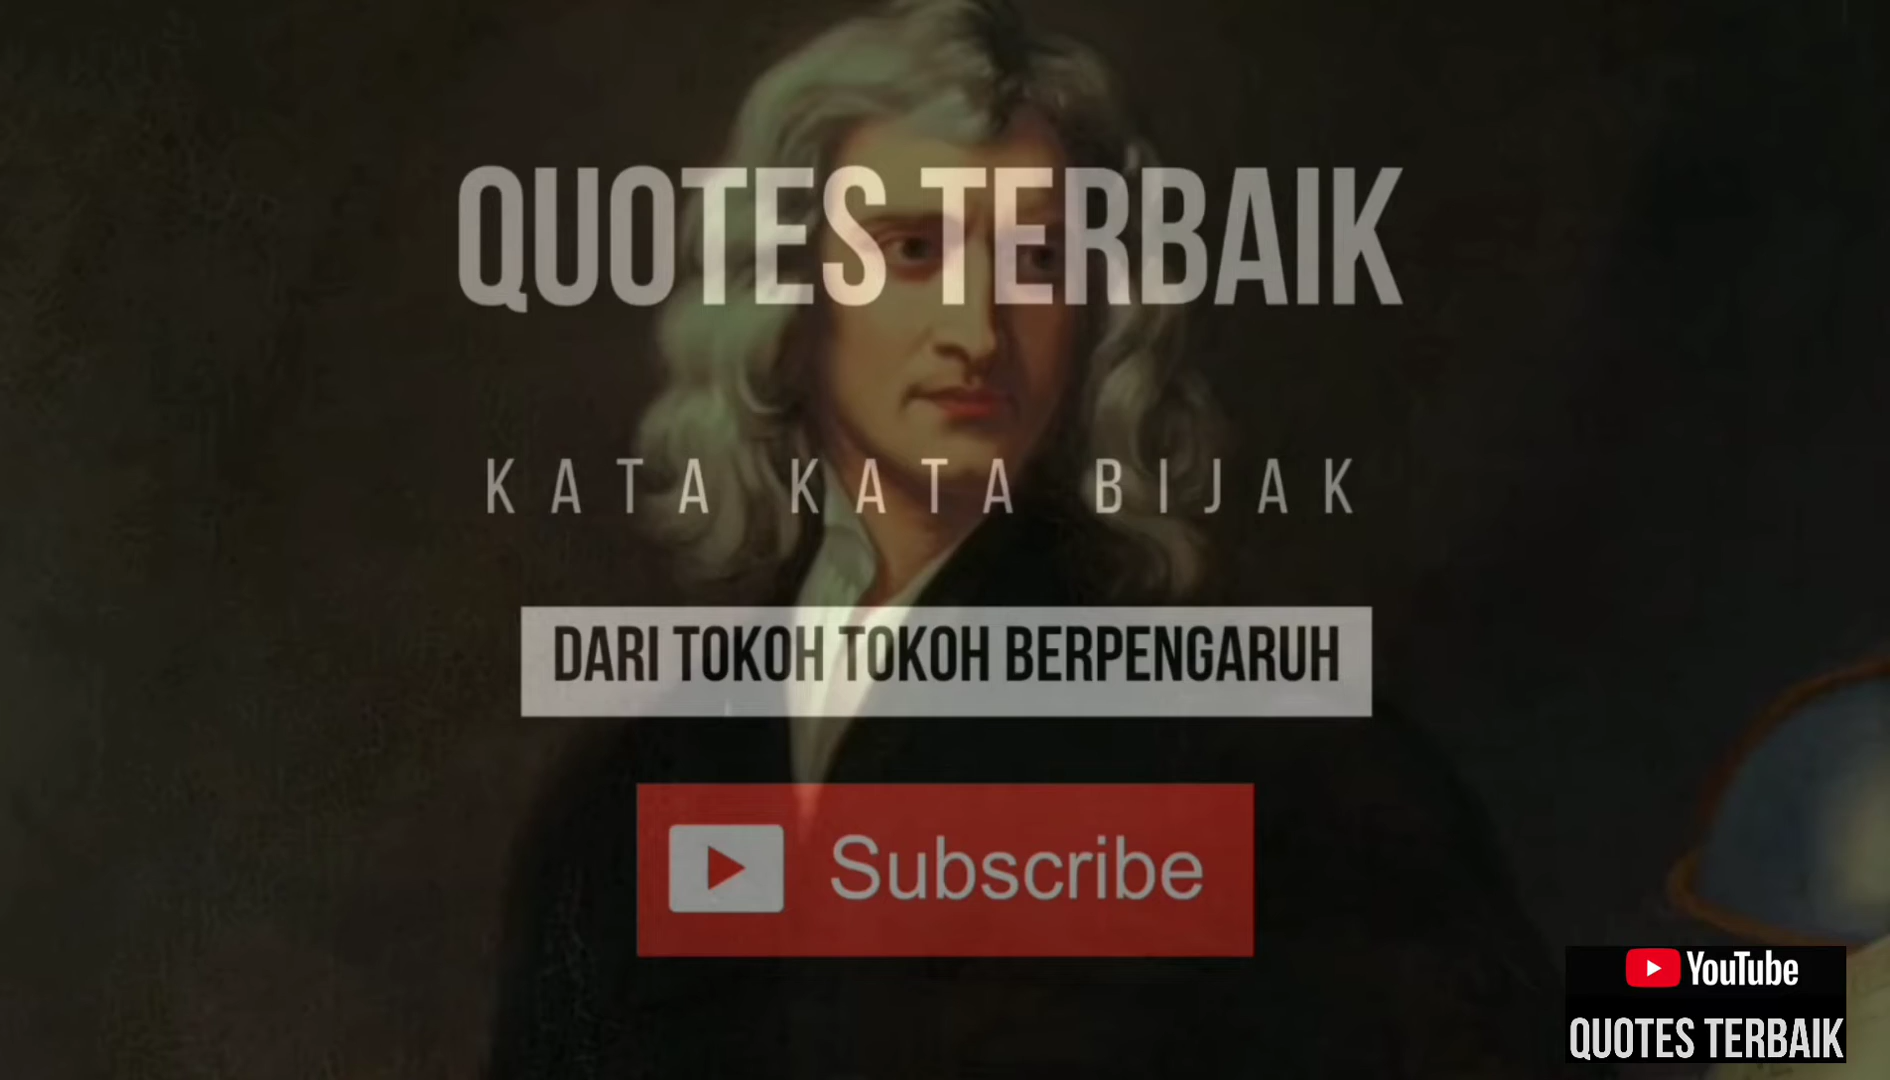 QUOTES TERBAIK
KATA KATA BIJAK
DARI TOKOH TOKOH BERPENGARUH
Subscribe
YouTube
QUOTES TERBAIK